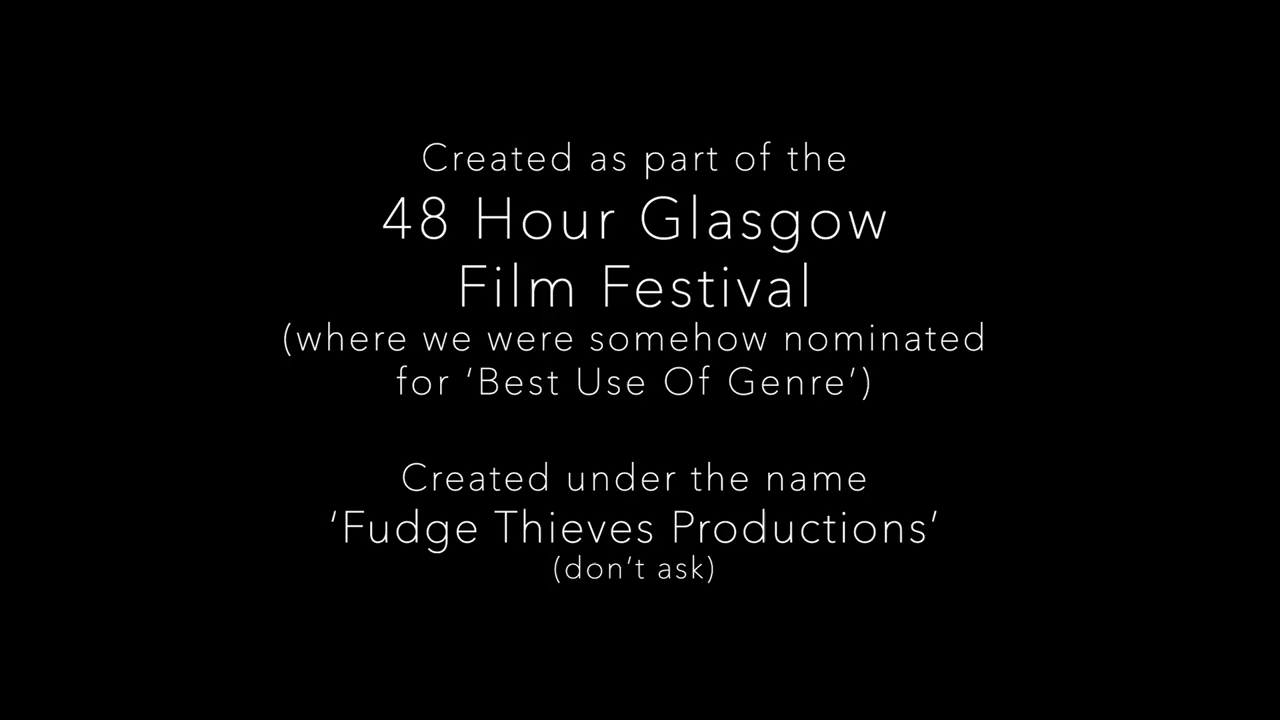 Created as part of the
48 Hour Glasgow
Film Festival
(where we were somehow nominated
for ‘Best Use Of Genre’)
Created under the name
‘Fudge Thieves Productions’
(don’t ask)